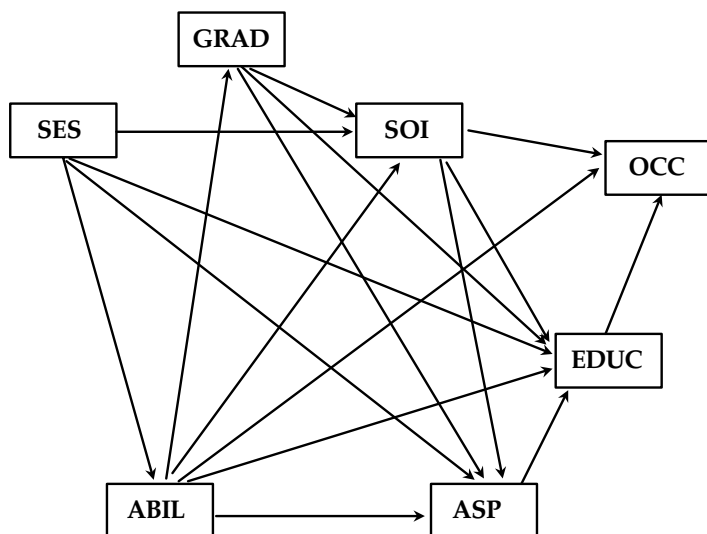 GRAD
SES
SOI
OCC
EDUC
ABIL
ASP